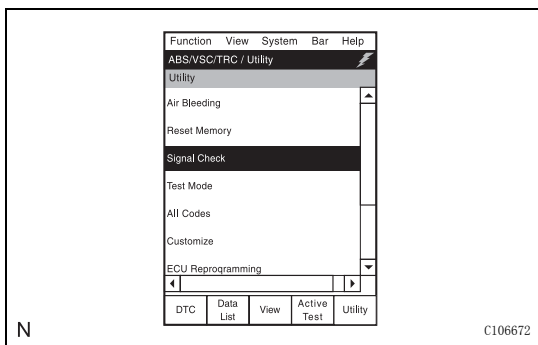 Function View System Bar Help
ABS/VSC/TRC / Utility
Utility
Air Bleeding
Reset Memory
Signal Check
Test Mode
All Codes
Customize
ECU Reprogramming
DTC Data List View Active Test Utility
N
C106672